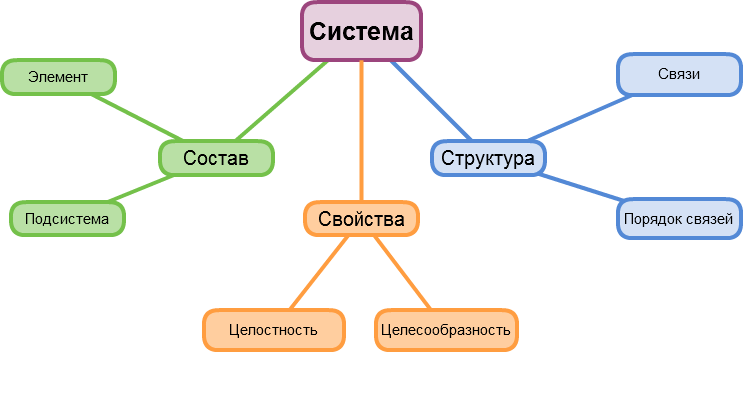 Система
Элемент
Связи
Состав
Структура
Подсистема
Свойства
Порядок связей
Целостность
Целесообразность